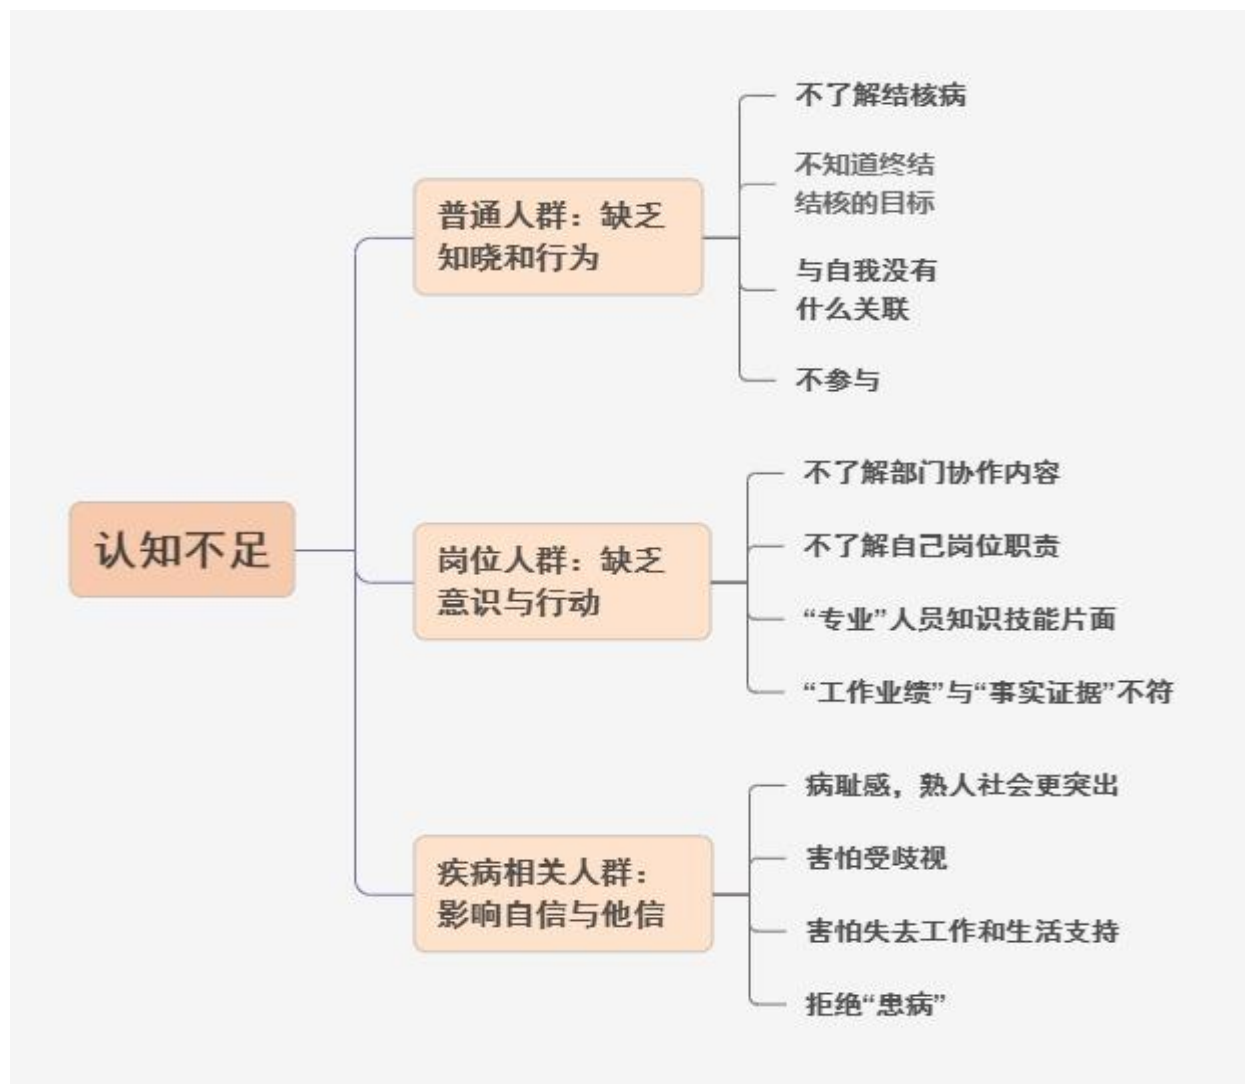 认知不足
普通人群：缺乏
知晓和行为
不了解结核病
不知道终结
结核的目标
与自我没有
什么关联
不参与
岗位人群：缺乏
意识与行动
不了解部门协作内容
不了解自己岗位职责
“专业”人员知识技能片面
“工作业绩”与“事实证据”不符
疾病相关人群：
影响自信与他信
病耻感，熟人社会更突出
害怕受歧视
害怕失去工作和生活支持
拒绝“患病”